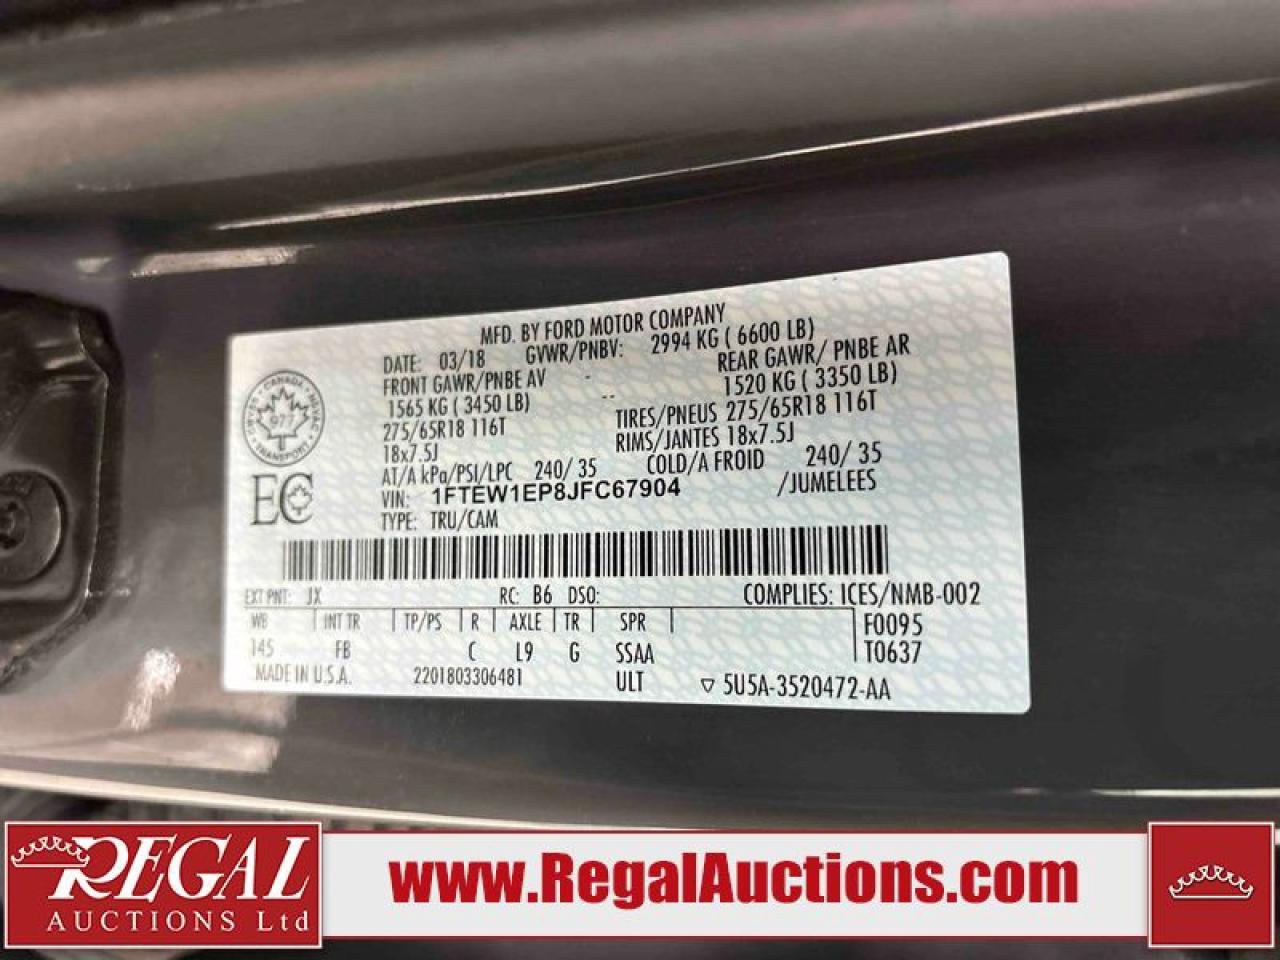 MFD. BY FORD MOTOR COMPANY
DATE: 03/18 GVWR/PNBV: 2994 KG ( 6600 LB)
FRONT GAWR/PNBE AV REAR GAWR/ PNBE AR
1565 KG ( 3450 LB) 1520 KG ( 3350 LB)
275/65R18 116T TIRES/PNEUS 275/65R18 116T
18x7.5J RIMS/JANTES 18x7.5J
AT/A kPa/PSI/LPC 240/ 35 COLD/A FROID 240/ 35
VIN: 1FTEW1EP8JFC67904 /JUMELEES
TYPE: TRU/CAM
CANADA
977
TRANSPORT
EC
EXT PNT: JX RC: B6 DSO: COMPLIES: ICES/NMB-002
WB INT TR TP/PS R AXLE TR SPR F0095
145 FB C L9 G SSAA T0637
MADE IN U.S.A. 2201803306481 ULT ▽ 5U5A-3520472-AA
REGAL
AUCTIONS Ltd
www.RegalAuctions.com